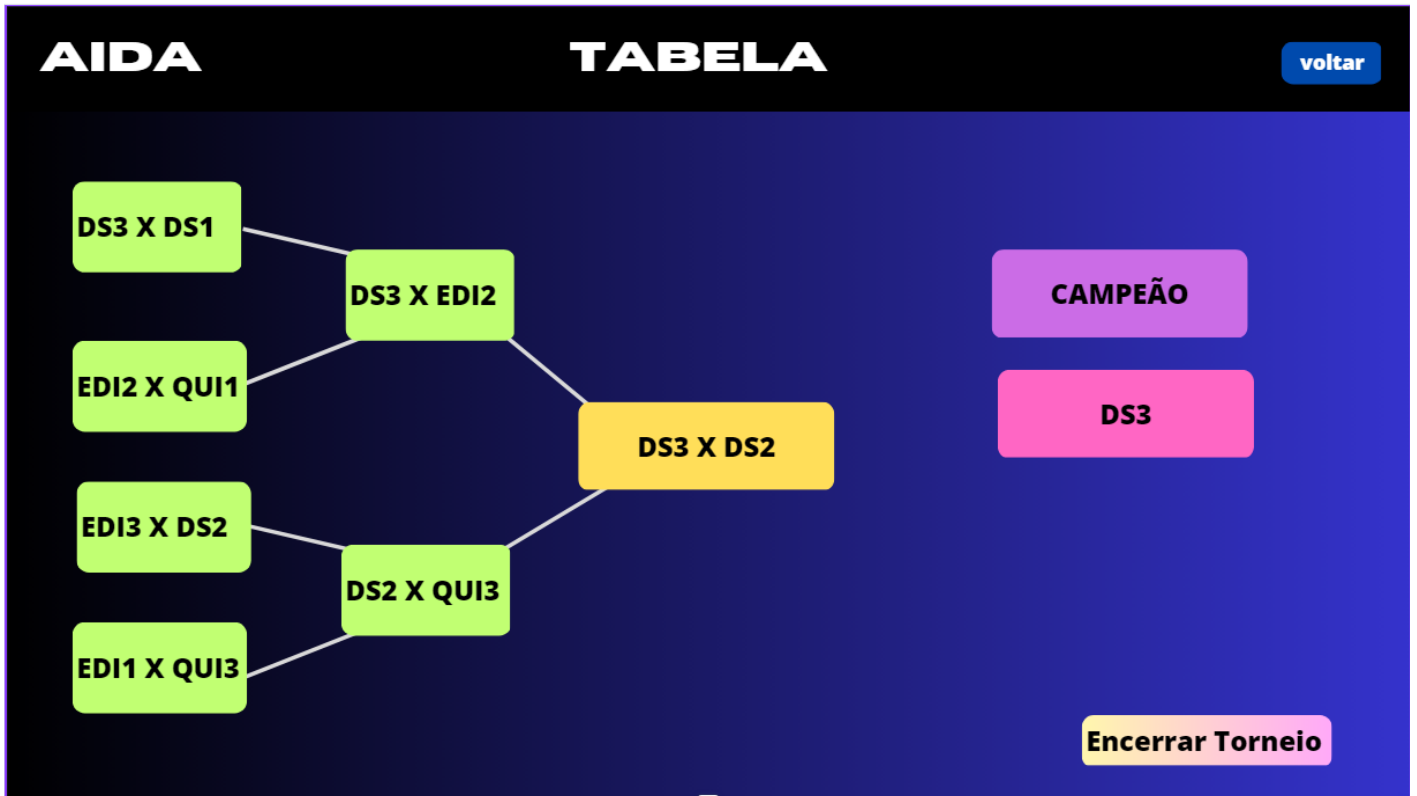 AIDA
TABELA
voltar
DS3 X DS1
DS3 X EDI2
CAMPEÃO
EDI2 X QUI1
DS3
DS3 X DS2
EDI3 X DS2
DS2 X QUI3
EDI1 X QUI3
Encerrar Torneio